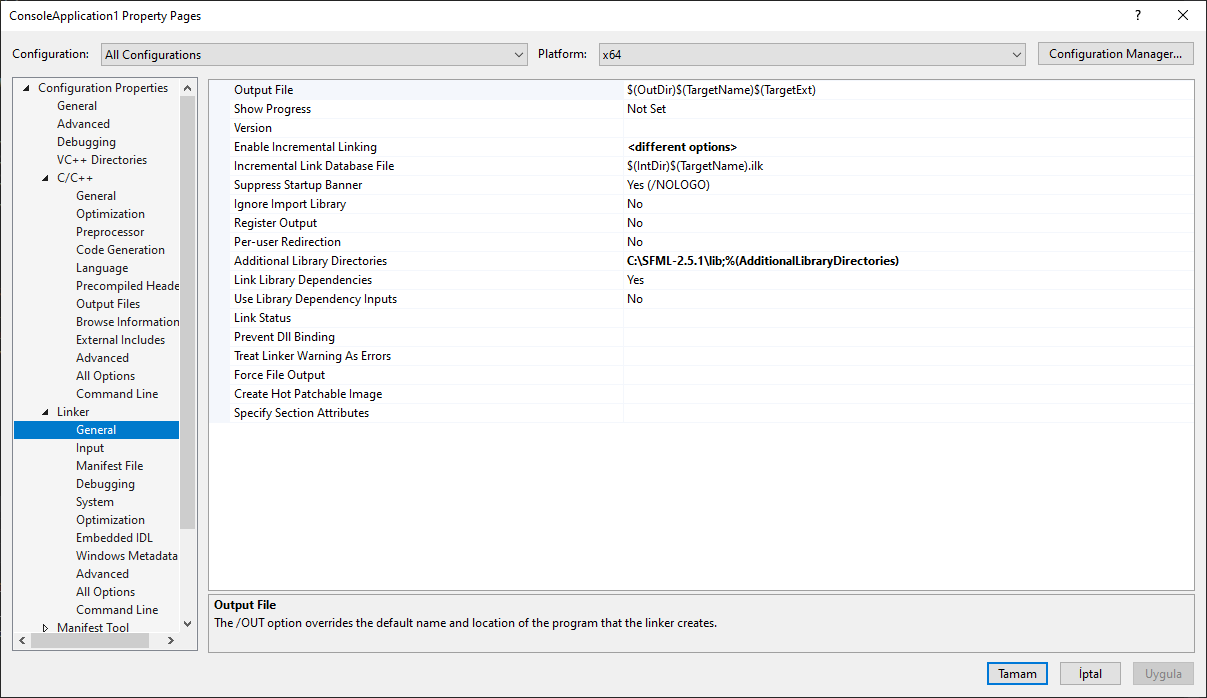 ConsoleApplication1 Property Pages
?
Configuration: All Configurations Platform: x64 Configuration Manager...
Configuration Properties
General
Advanced
Debugging
VC++ Directories
C/C++
General
Optimization
Preprocessor
Code Generation
Language
Precompiled Heade
Output Files
Browse Information
External Includes
Advanced
All Options
Command Line
Linker
General
Input
Manifest File
Debugging
System
Optimization
Embedded IDL
Windows Metadata
Advanced
All Options
Command Line
Manifest Tool
Output File $(OutDir)$(TargetName)$(TargetExt)
Show Progress Not Set
Version
Enable Incremental Linking <different options>
Incremental Link Database File $(IntDir)$(TargetName).ilk
Suppress Startup Banner Yes (/NOLOGO)
Ignore Import Library No
Register Output No
Per-user Redirection No
Additional Library Directories C:\SFML-2.5.1\lib;%(AdditionalLibraryDirectories)
Link Library Dependencies Yes
Use Library Dependency Inputs No
Link Status
Prevent Dll Binding
Treat Linker Warning As Errors
Force File Output
Create Hot Patchable Image
Specify Section Attributes
Output File
The /OUT option overrides the default name and location of the program that the linker creates.
Tamam İptal Uygula